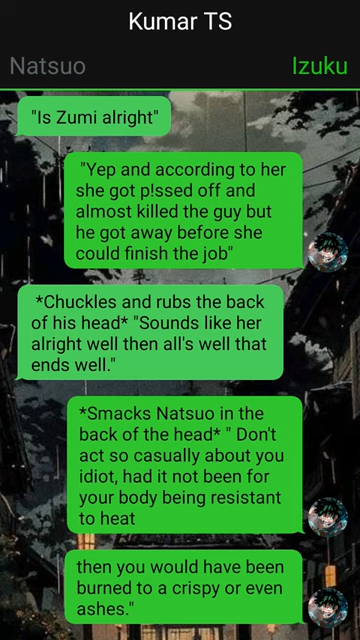 Kumar TS
Natsuo
Izuku
"Is Zumi alright"
"Yep and according to her
she got p!ssed off and
almost killed the guy but
he got away before she
could finish the job"
*Chuckles and rubs the back
of his head* "Sounds like her
alright well then all's well that
ends well."
*Smacks Natsuo in the
back of the head* " Don't
act so casually about you
idiot, had it not been for
your body being resistant
to heat
then you would have been
burned to a crispy or even
ashes."